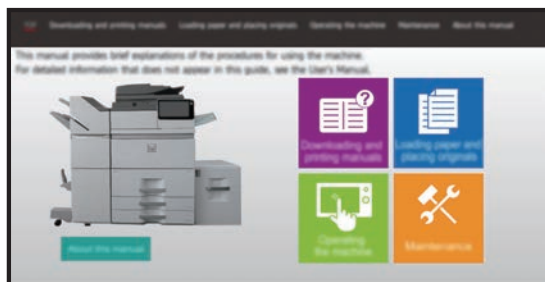 Downloading and printing manuals Loading paper and placing originals Operating the machine Maintenance About this manual
This manual provides brief explanations of the procedures for using the machine.
For detailed information that does not appear in this guide, see the User's Manual.
?
Downloading and
printing manuals
Loading paper and
placing originals
Operating
the machine
Maintenance
About this manual